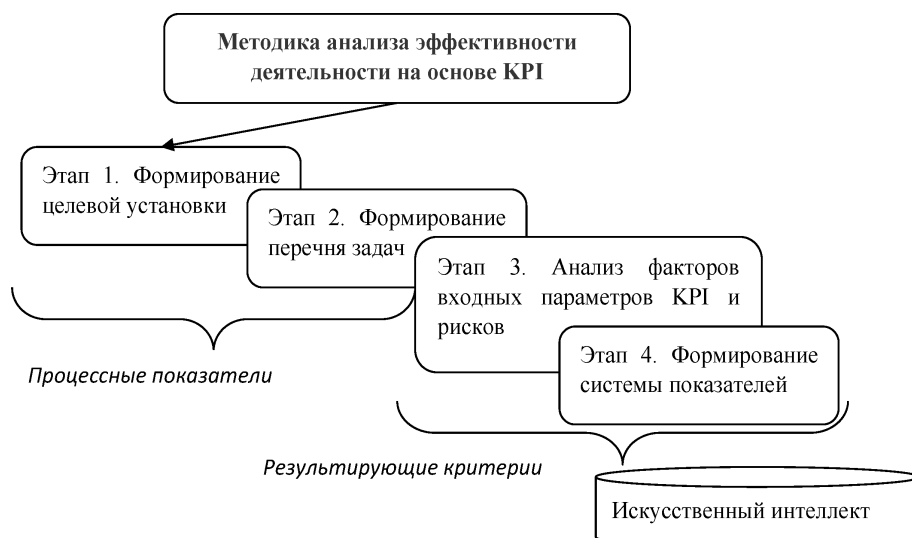 Методика анализа эффективности
деятельности на основе KPI
Этап 1. Формирование
целевой установки
Этап 2. Формирование
перечня задач
Этап 3. Анализ факторов
входных параметров KPI и
рисков
Этап 4. Формирование
системы показателей
Процессные показатели
Результирующие критерии
Искусственный интеллект